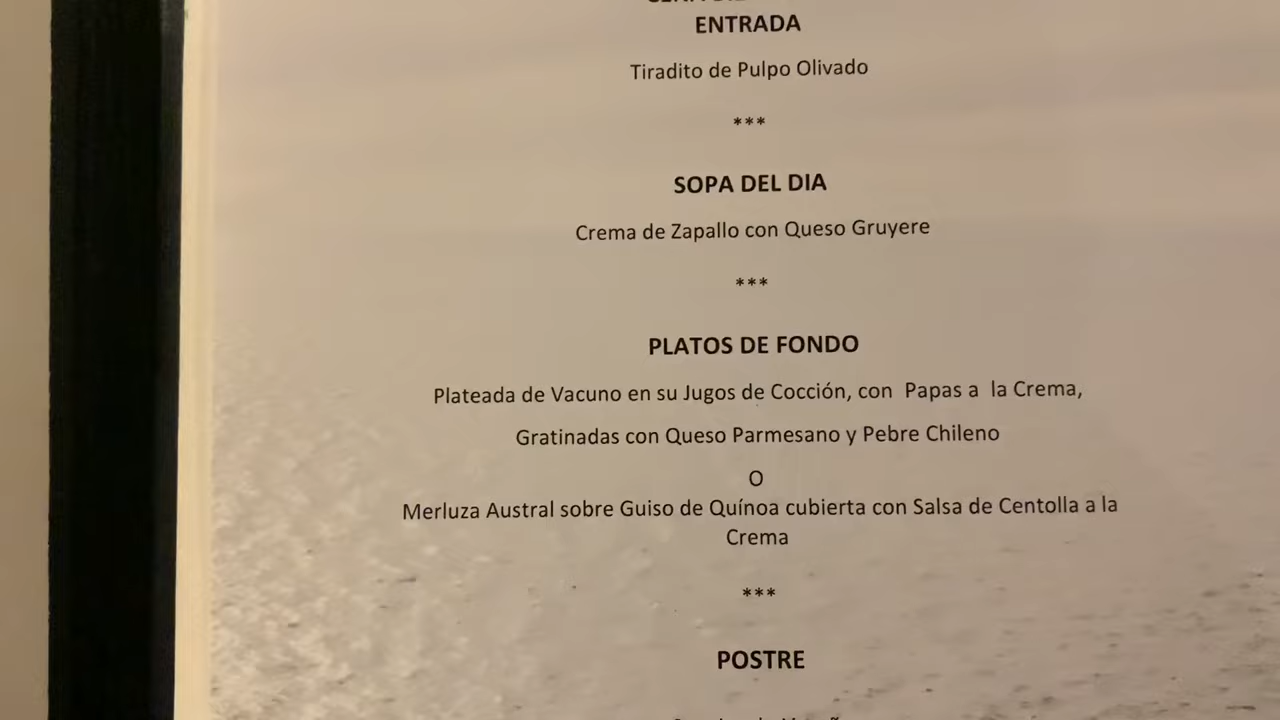 ENTRADA
Tiradito de Pulpo Olivado
***
SOPA DEL DIA
Crema de Zapallo con Queso Gruyere
***
PLATOS DE FONDO
Plateada de Vacuno en su Jugos de Cocción, con  Papas a  la Crema,
Gratinadas con Queso Parmesano y Pebre Chileno
O
Merluza Austral sobre Guiso de Quínoa cubierta con Salsa de Centolla a la
Crema
***
POSTRE